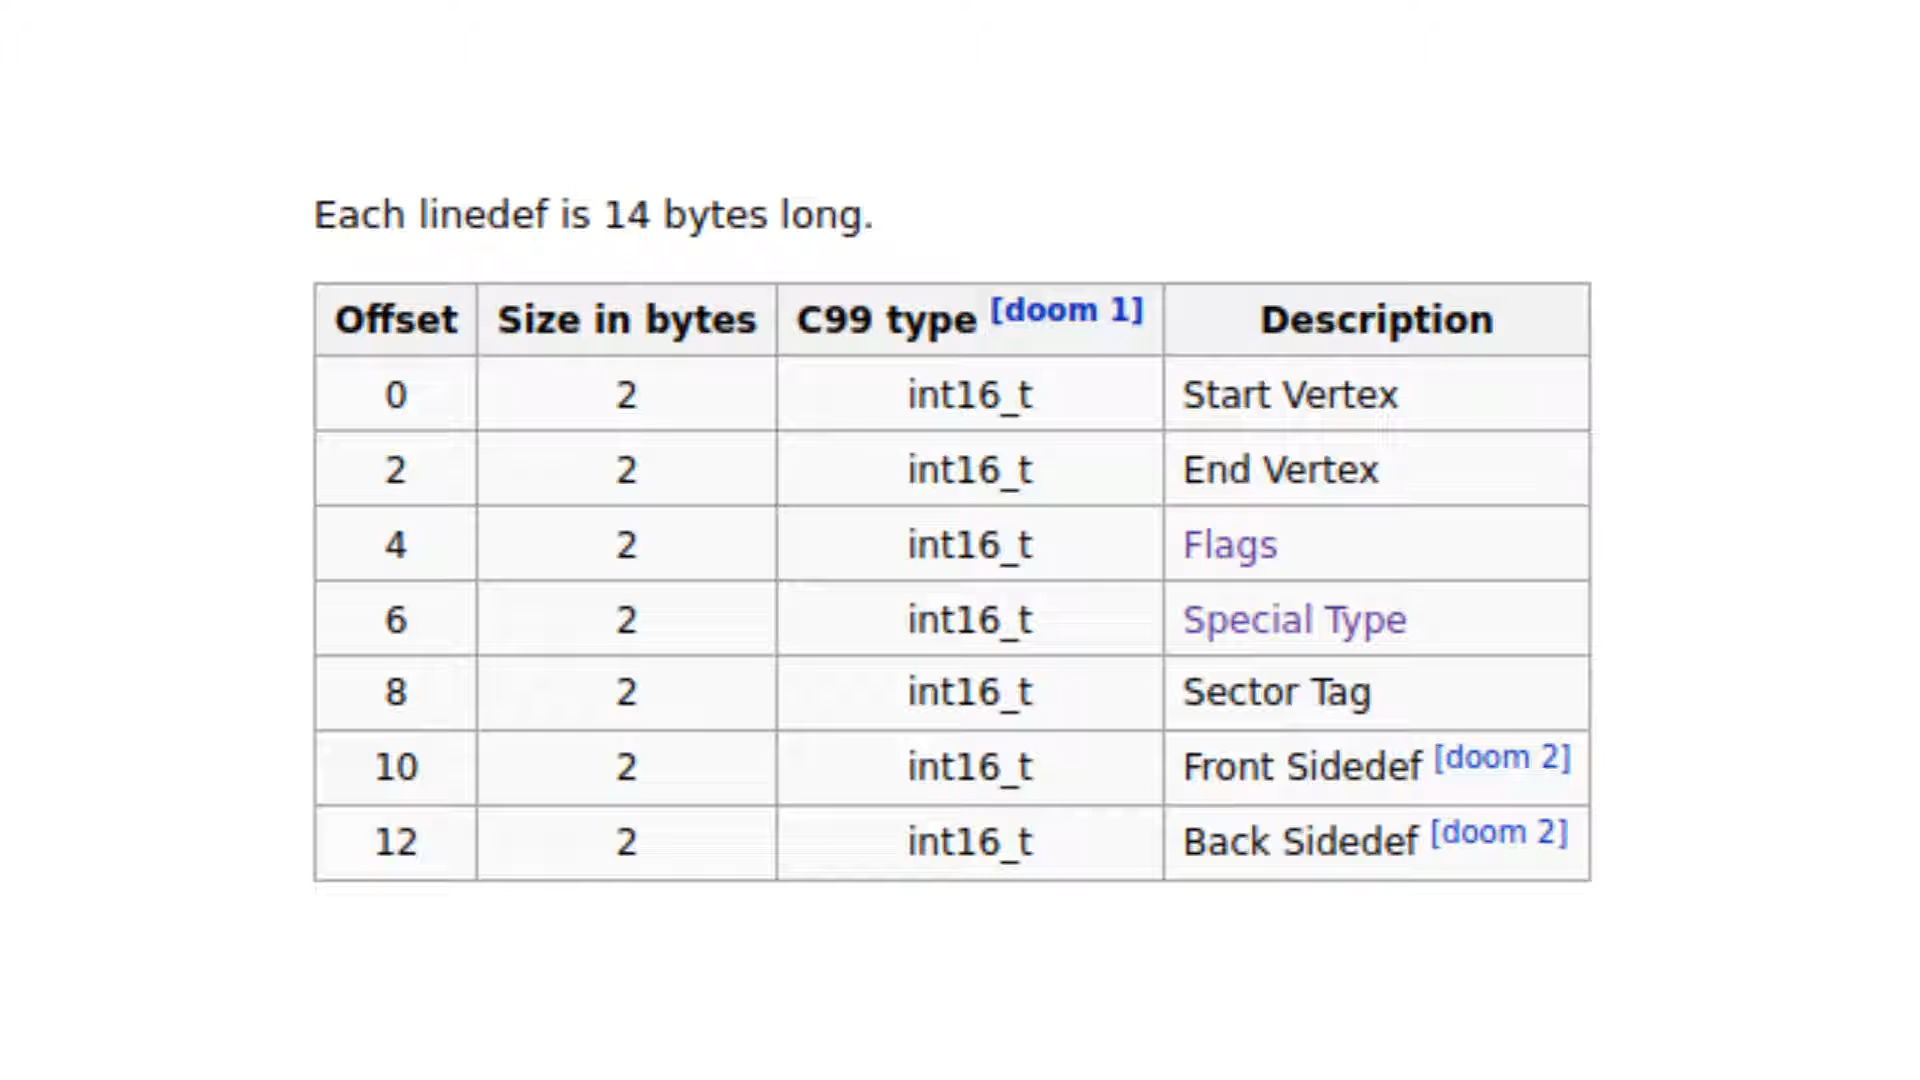 Each linedef is 14 bytes long.
Offset Size in bytes C99 type [doom 1] Description
0 2 int16_t Start Vertex
2 2 int16_t End Vertex
4 2 int16_t Flags
6 2 int16_t Special Type
8 2 int16_t Sector Tag
10 2 int16_t Front Sidedef [doom 2]
12 2 int16_t Back Sidedef [doom 2]